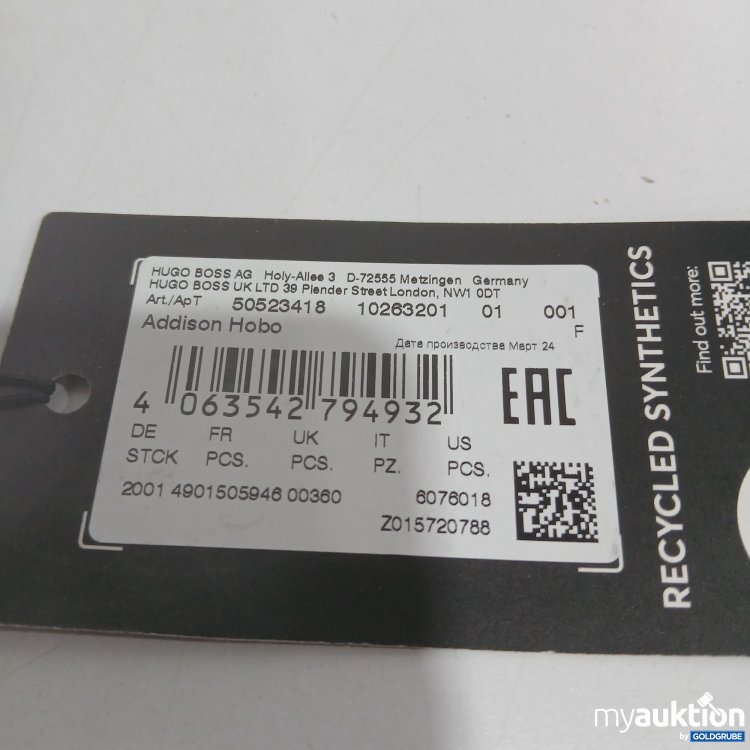 HUGO BOSS AG Holy-Allee 3 D-72555 Metzingen Germany
HUGO BOSS UK LTD 39 Plender Street London, NW1 0DT
Art./АрТ 50523418 10263201 01 001
Addison Hobo F
Дата производства Март 24
4 063542 794932
EAC
DE FR UK IT US
STCK PCS. PCS. PZ. PCS.
2001 4901505946 00360 6076018
Z015720788
RECYCLED SYNTHETICS
Find out more:
myauktion
by GOLDGRUBE